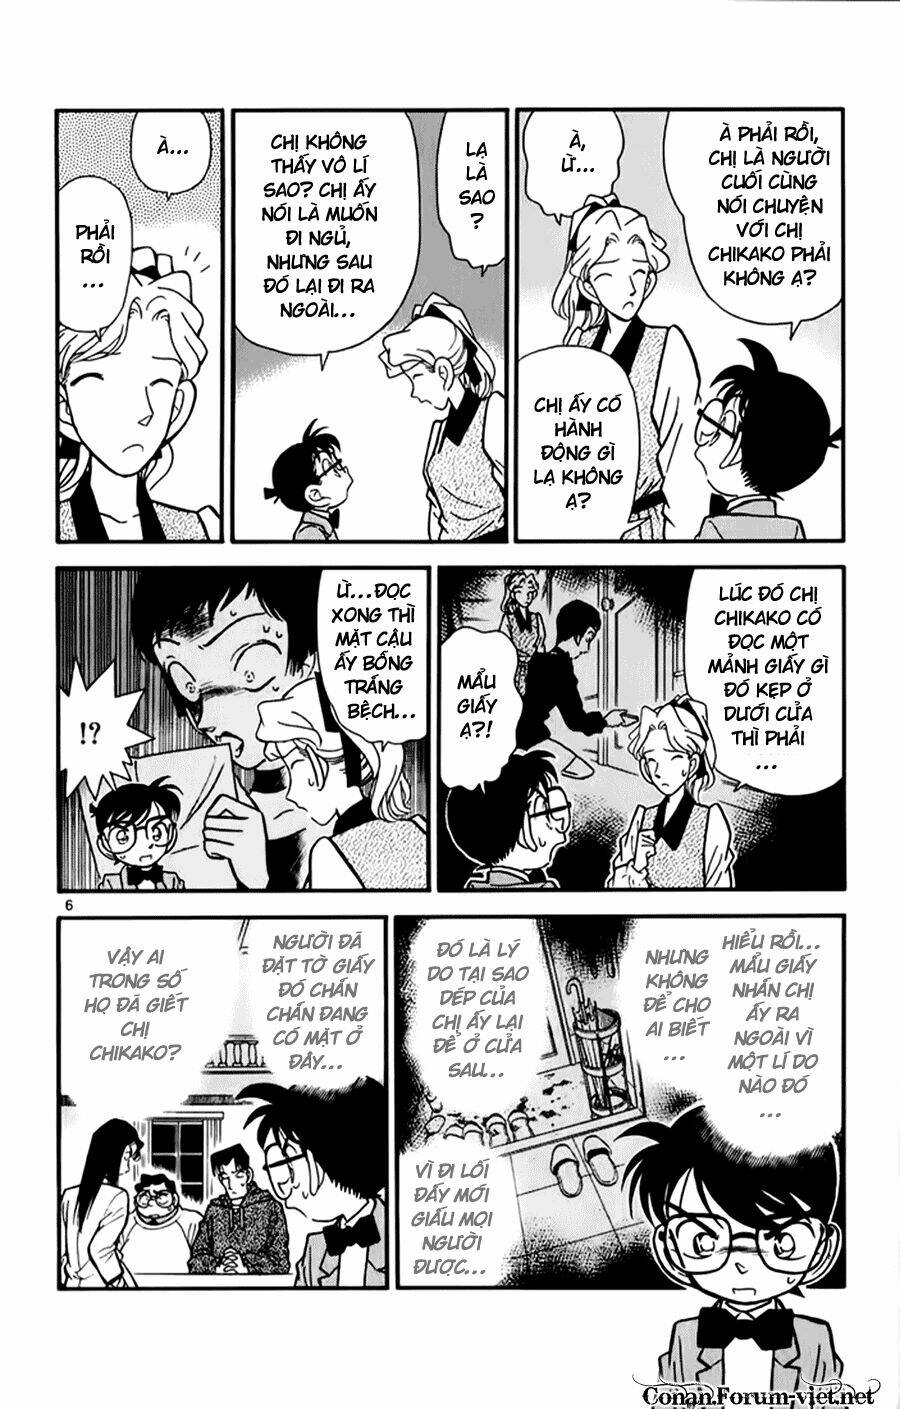 À PHẢI RỒI,
CHỊ LÀ NGƯỜI
CUỐI CÙNG
NÓI CHUYỆN
VỚI CHỊ
CHIKAKO PHẢI
KHÔNG Ạ?
À,
Ừ...
CHỊ ẤY CÓ
HÀNH
ĐỘNG GÌ
LẠ KHÔNG
Ạ?
LẠ
LÀ
SAO
?
CHỊ KHÔNG
THẤY VÔ LÍ
SAO? CHỊ ẤY
NÓI LÀ MUỐN
ĐI NGỦ,
NHƯNG SAU
ĐÓ LẠI ĐI RA
NGOÀI...
À...
PHẢI
RỒI
...
LÚC ĐÓ CHỊ
CHIKAKO CÓ
ĐỌC MỘT
MẢNH GIẤY GÌ
ĐÓ KẸP Ở
DƯỚI CỬA
THÌ PHẢI
...
MẨU
GIẤY
Ạ?!
Ừ...ĐỌC
XONG THÌ
MẶT CẬU
ẤY BỖNG
TRẮNG
BỆCH...
!?
6
HIỂU RỒI...
MẨU GIẤY
NHẮN CHỊ
ẤY RA
NGOÀI VÌ
MỘT LÍ DO
NÀO ĐÓ
...
NHƯNG
KHÔNG
ĐỂ CHO
AI BIẾT
...
ĐÓ LÀ LÝ
DO TẠI SAO
DÉP CỦA
CHỊ ẤY LẠI
ĐỂ Ở CỬA
SAU...
VÌ ĐI LỐI
ĐẤY MỚI
GIẤU MỌI
NGƯỜI
ĐƯỢC...
NGƯỜI ĐÃ
ĐẶT TỜ GIẤY
ĐÓ CHẮN
CHẮN ĐANG
CÓ MẶT Ở
ĐÂY...
VẬY AI
TRONG SỐ
HỌ ĐÃ GIẾT
CHỊ
CHIKAKO?
Conan.Forum-viet.net